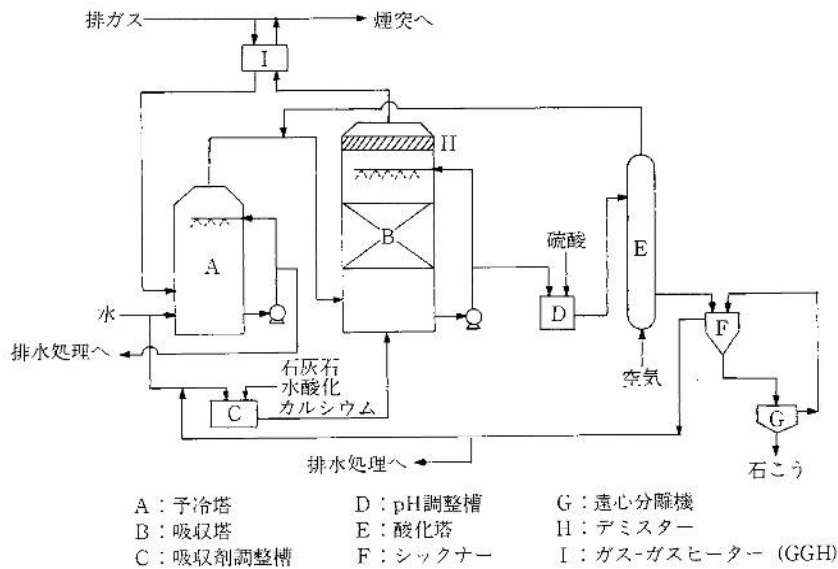 排ガス
煙突へ
I
H
A
B
E
硫酸
D
水
F
排水処理へ
石灰石
水酸化
カルシウム
C
空気
G
排水処理へ
石こう
A：予冷塔
D：pH調整槽
G：遠心分離機
B：吸収塔
E：酸化塔
H：デミスター
C：吸収剤調整槽
F：シックナー
I：ガス-ガスヒーター (GGH)